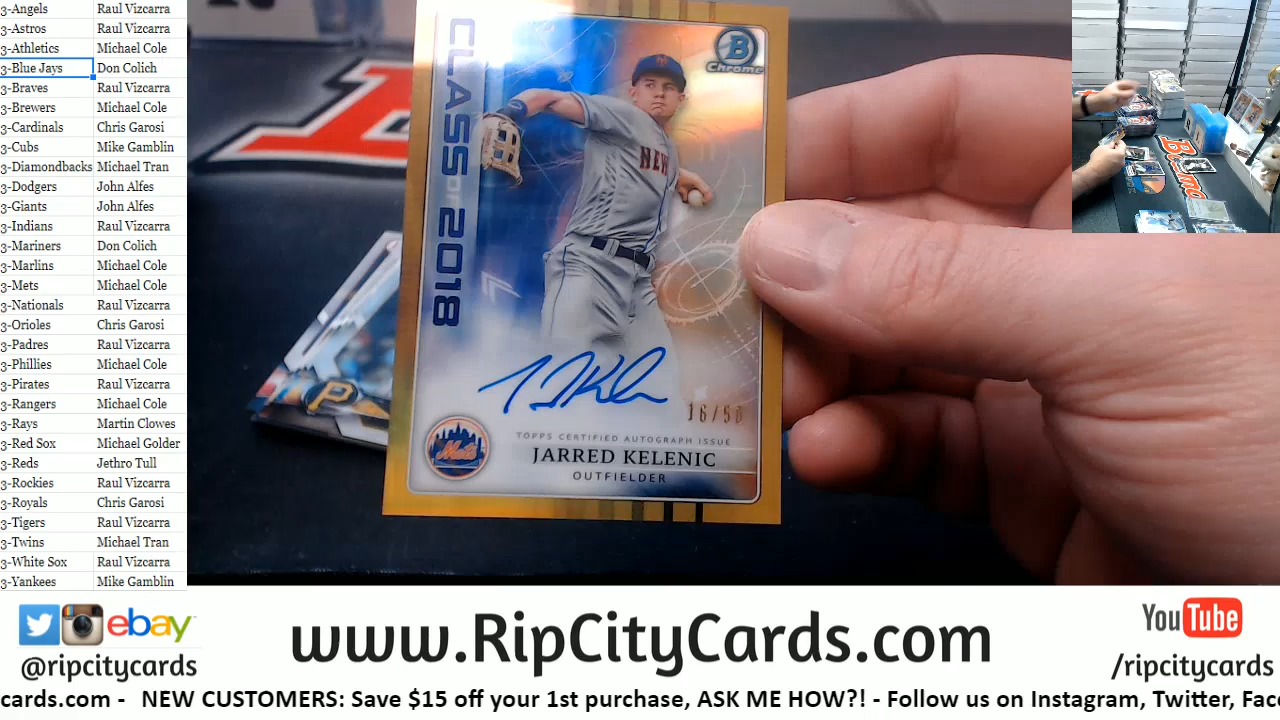 3-Angels Raul Vizcarra
3-Astros Raul Vizcarra
3-Athletics Michael Cole
3-Blue Jays Don Colich
3-Braves Raul Vizcarra
3-Brewers Michael Cole
3-Cardinals Chris Garosi
3-Cubs Mike Gamblin
3-Diamondbacks Michael Tran
3-Dodgers John Alfes
3-Giants John Alfes
3-Indians Raul Vizcarra
3-Mariners Don Colich
3-Marlins Michael Cole
3-Mets Michael Cole
3-Nationals Raul Vizcarra
3-Orioles Chris Garosi
3-Padres Raul Vizcarra
3-Phillies Michael Cole
3-Pirates Raul Vizcarra
3-Rangers Michael Cole
3-Rays Martin Clowes
3-Red Sox Michael Golder
3-Reds Jethro Tull
3-Rockies Raul Vizcarra
3-Royals Chris Garosi
3-Tigers Raul Vizcarra
3-Twins Michael Tran
3-White Sox Raul Vizcarra
3-Yankees Mike Gamblin
CLASS OF 2018
B
Chrome
NEW
16/50
Mets
TOPPS CERTIFIED AUTOGRAPH ISSUE
JARRED KELENIC
OUTFIELDER
P
ebay
@ripcitycards
www.RipCityCards.com
YouTube
/ripcitycards
cards.com - NEW CUSTOMERS: Save $15 off your 1st purchase, ASK ME HOW?! - Follow us on Instagram, Twitter, Fac